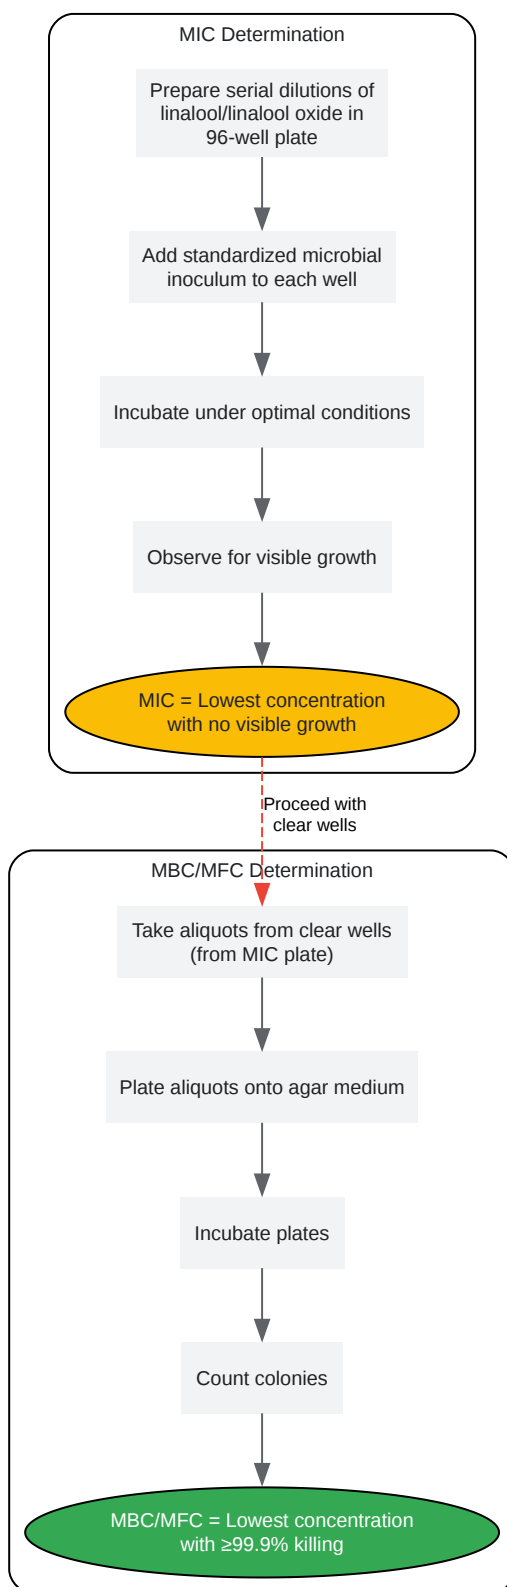 MIC Determination
Prepare serial dilutions of
linalool/linalool oxide in
96-well plate
Add standardized microbial
inoculum to each well
Incubate under optimal conditions
Observe for visible growth
MIC = Lowest concentration
with no visible growth
Proceed with
clear wells
MBC/MFC Determination
Take aliquots from clear wells
(from MIC plate)
Plate aliquots onto agar medium
Incubate plates
Count colonies
MBC/MFC = Lowest concentration
with ≥99.9% killing